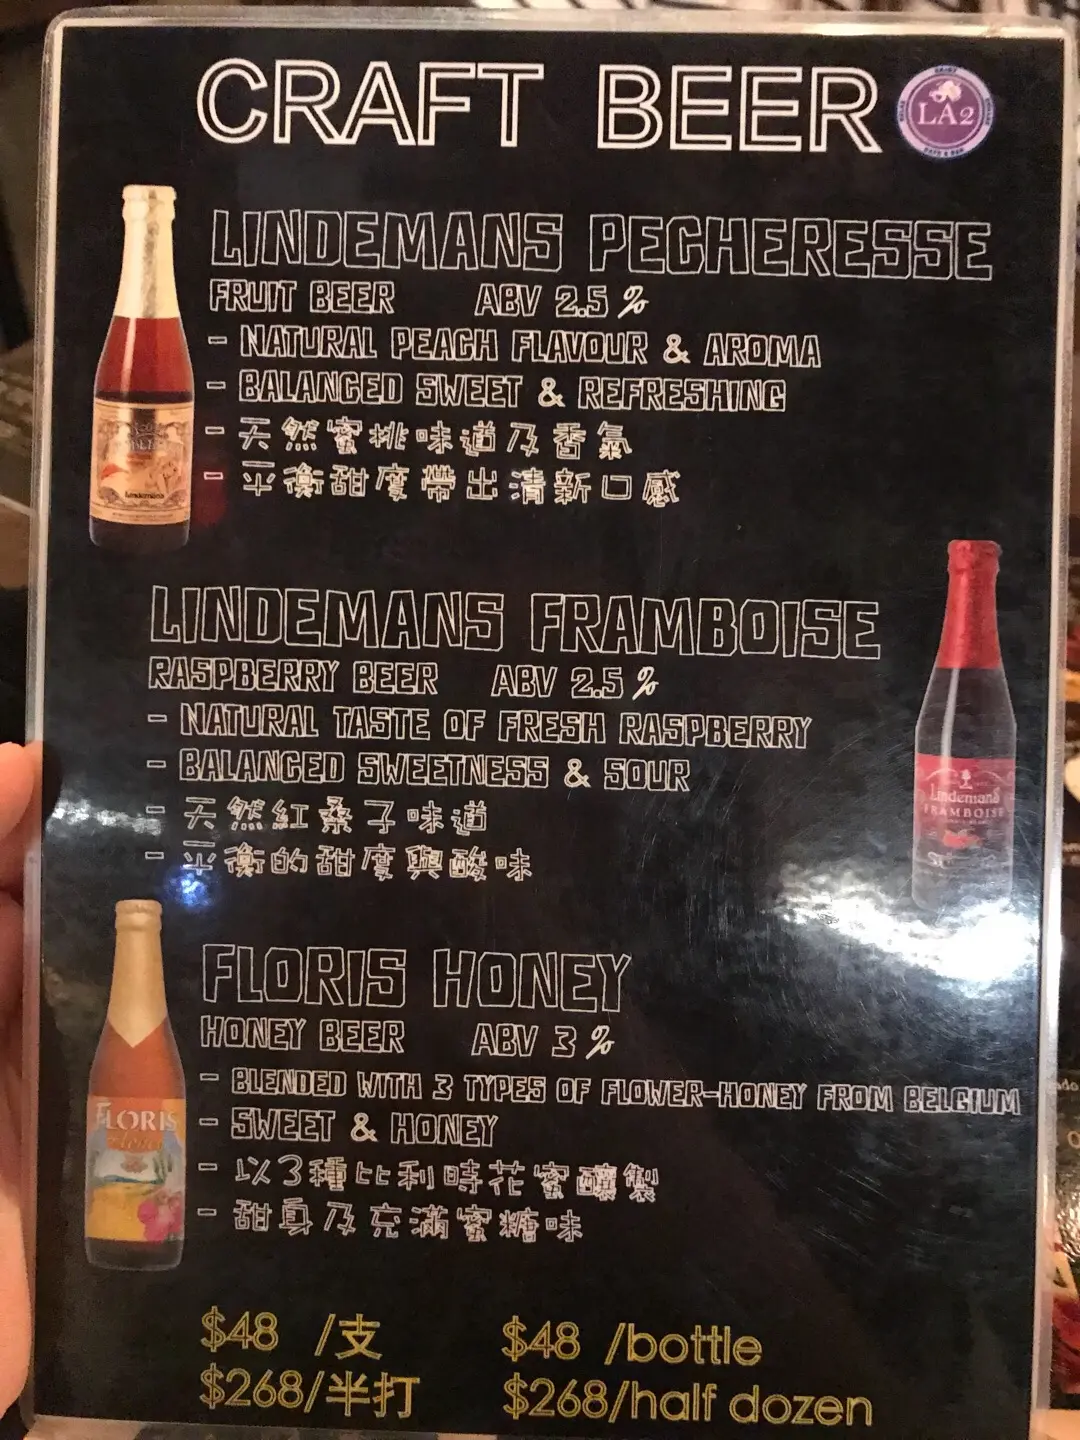 CRAFT BEER
LA2
LINDEMANS PECHERESSE
FRUIT BEER ABV 2.5 %
- NATURAL PEACH FLAVOUR & AROMA
- BALANCED SWEET & REFRESHING
- 天然蜜桃味道及香氣
- 平衡甜度帶出清新口感
Lindemans
LINDEMANS FRAMBOISE
RASPBERRY BEER ABV 2.5 %
- NATURAL TASTE OF FRESH RASPBERRY
- BALANCED SWEETNESS & SOUR
- 天然紅桑子味道
- 平衡的甜度與酸味
Lindemans
FRAMBOISE
FLORIS HONEY
HONEY BEER ABV 3 %
- BLENDED WITH 3 TYPES OF FLOWER-HONEY FROM BELGIUM
- SWEET & HONEY
- 以3種比利時花蜜釀製
- 甜身及充滿蜜糖味
FLORIS
$48 /支 $48 /bottle
$268/半打 $268/half dozen